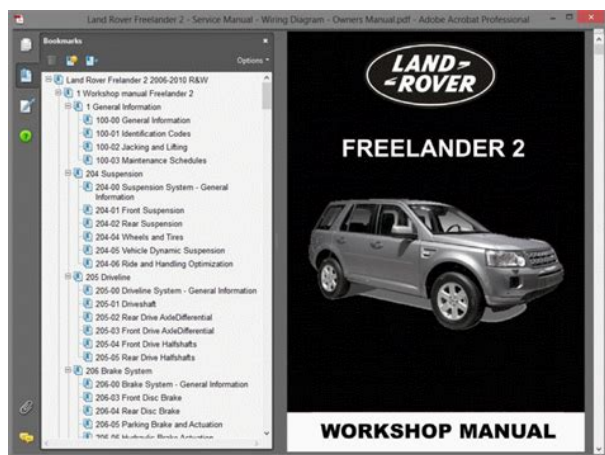 Land Rover Freelander 2 - Service Manual - Wiring Diagram - Owners Manual.pdf - Adobe Acrobat Professional
Bookmarks
Options
Land Rover Frelander 2 2006-2010 R&W
1 Workshop manual Freelander 2
1 General Information
100-00 General Information
100-01 Identification Codes
100-02 Jacking and Lifting
100-03 Maintenance Schedules
204 Suspension
204-00 Suspension System - General
Information
204-01 Front Suspension
204-02 Rear Suspension
204-04 Wheels and Tires
204-05 Vehicle Dynamic Suspension
204-06 Ride and Handling Optimization
205 Driveline
205-00 Driveline System - General Information
205-01 Driveshaft
205-02 Rear Drive AxleDifferential
205-03 Front Drive AxleDifferential
205-04 Front Drive Halfshafts
205-05 Rear Drive Halfshafts
206 Brake System
206-00 Brake System - General Information
206-03 Front Disc Brake
206-04 Rear Disc Brake
206-05 Parking Brake and Actuation
206-06 Hydraulic Brake Actuation
LAND
ROVER
FREELANDER 2
WORKSHOP MANUAL